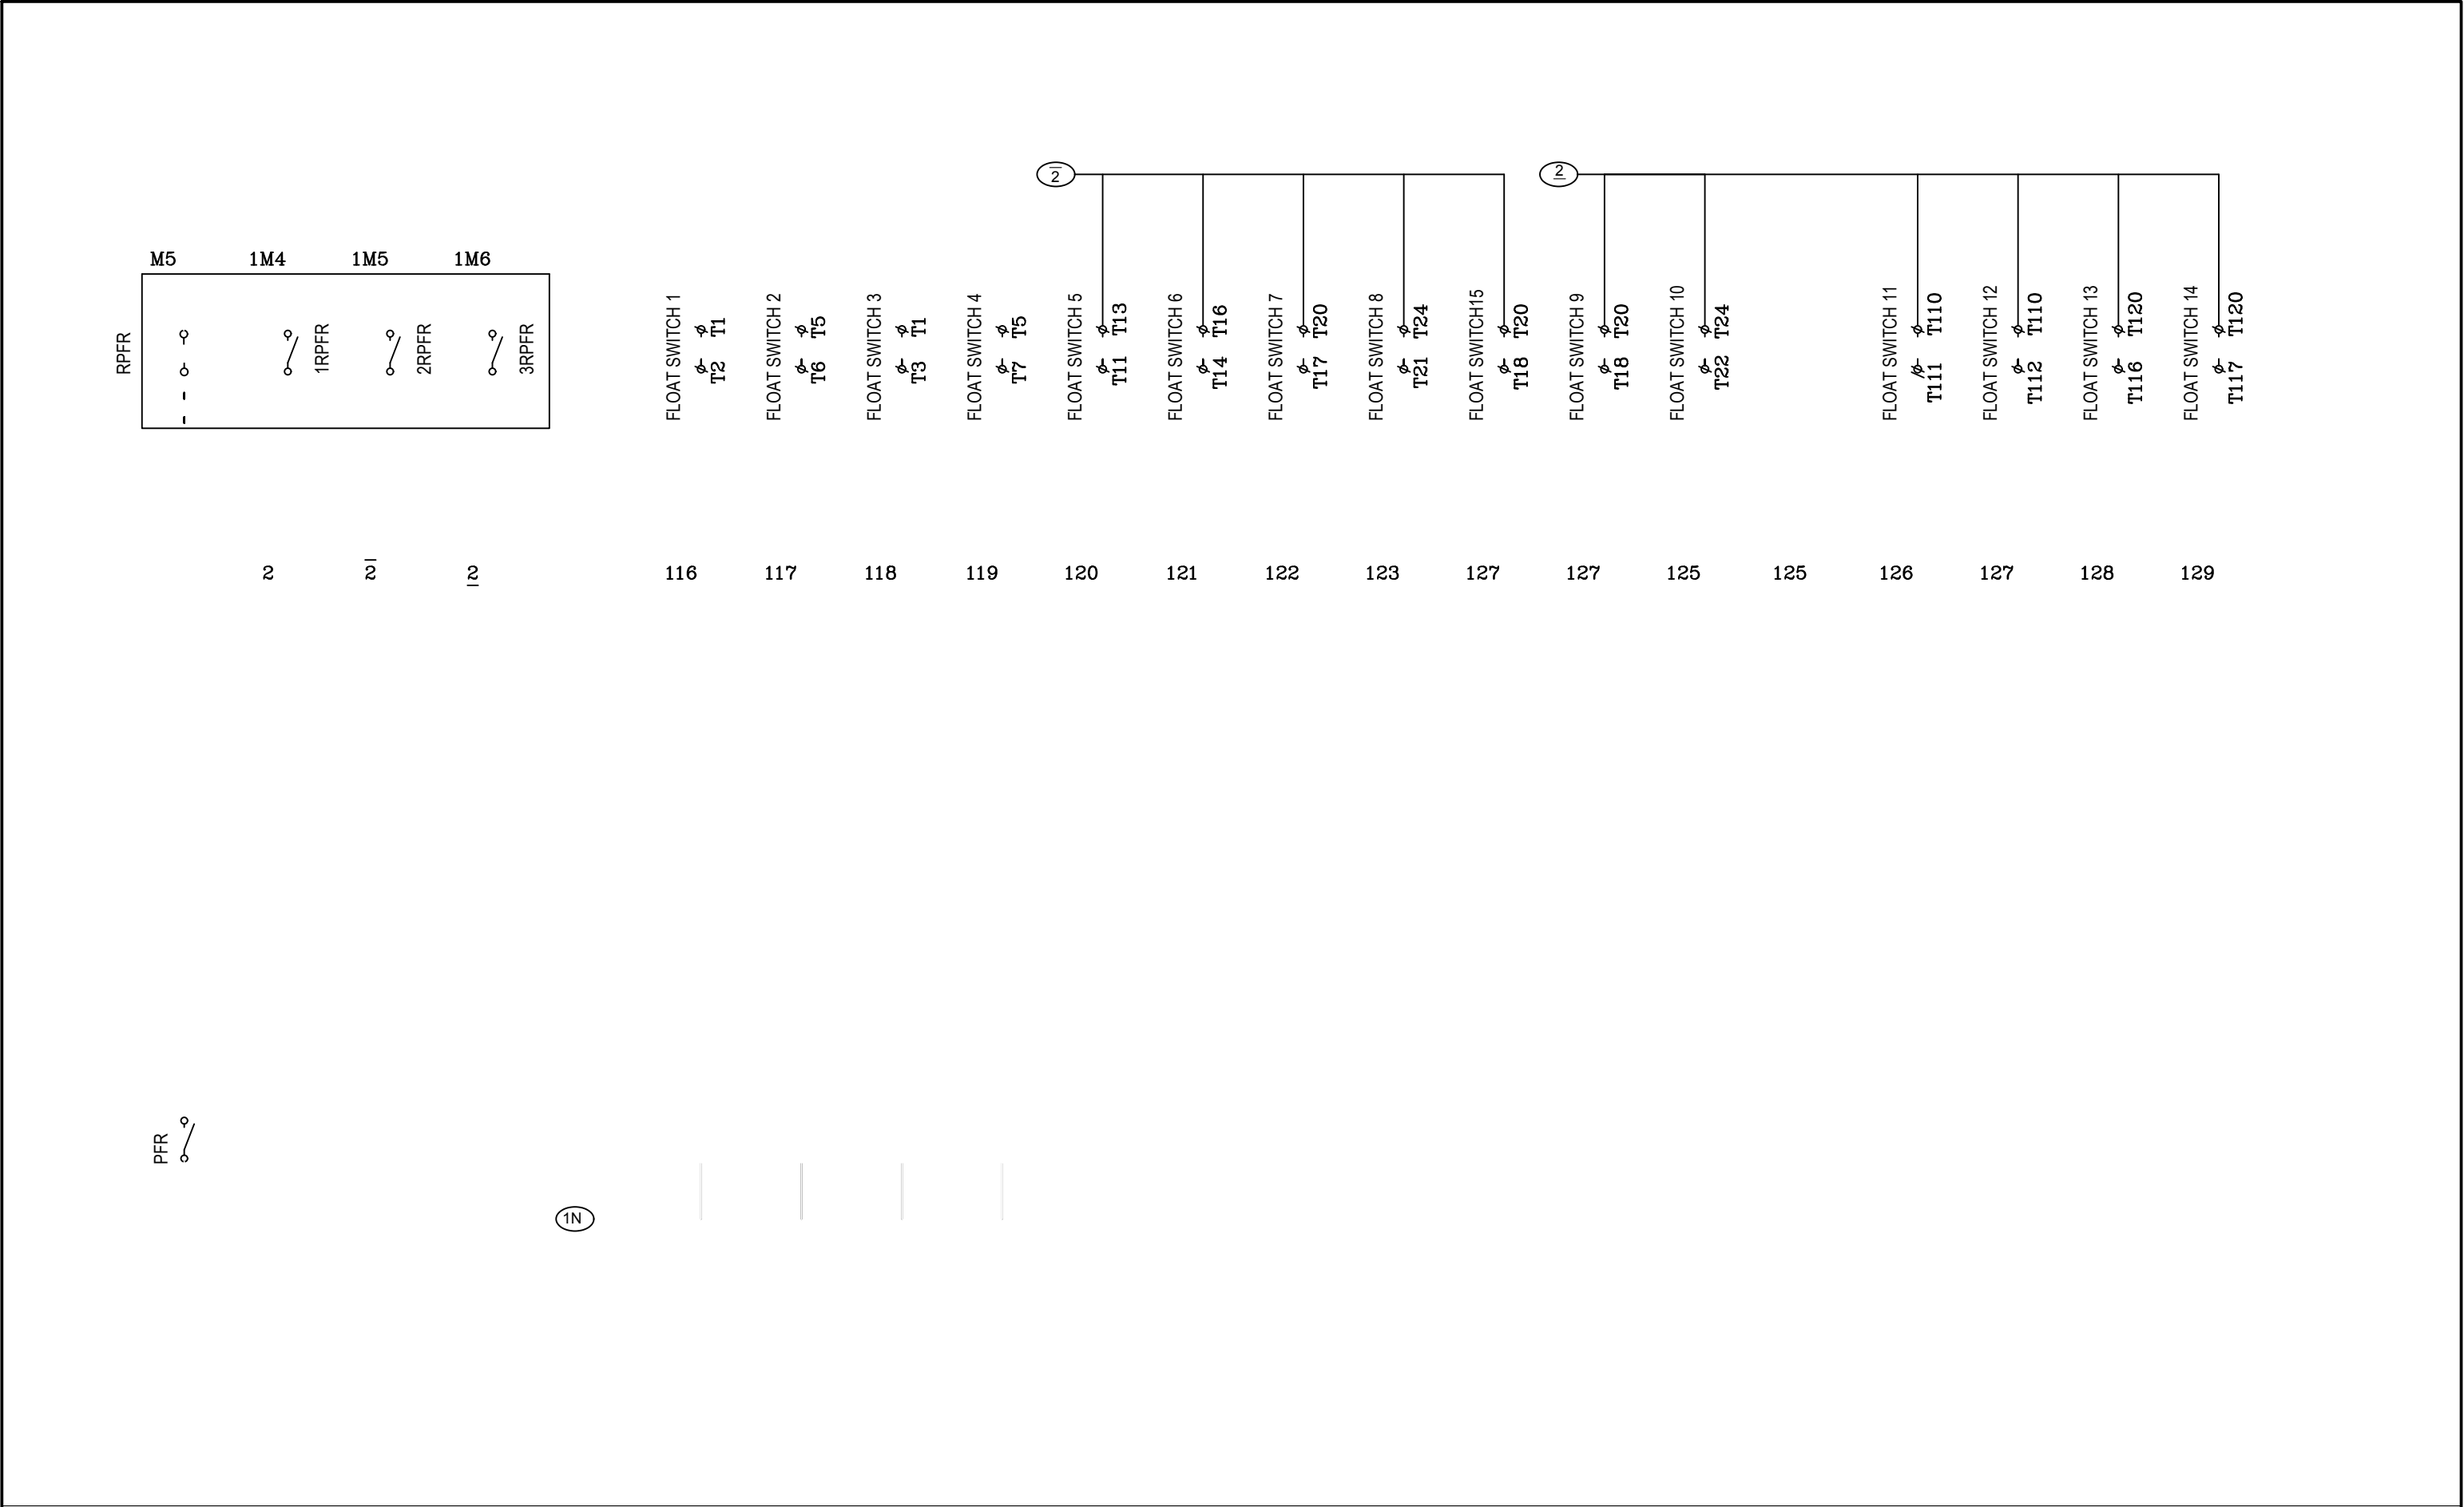 2̅
2̲
M5
1M4
1M5
1M6
RPFR
1RPFR
2RPFR
3RPFR
FLOAT SWITCH 1
T1
T2
FLOAT SWITCH 2
T5
T6
FLOAT SWITCH 3
T1
T3
FLOAT SWITCH 4
T5
T7
FLOAT SWITCH 5
T13
T11
FLOAT SWITCH 6
T16
T14
FLOAT SWITCH 7
T20
T17
FLOAT SWITCH 8
T24
T21
FLOAT SWITCH15
T20
T18
FLOAT SWITCH 9
T20
T18
FLOAT SWITCH 10
T24
T22
FLOAT SWITCH 11
T110
T111
FLOAT SWITCH 12
T110
T112
FLOAT SWITCH 13
T120
T116
FLOAT SWITCH 14
T120
T117
2
2̅
2̲
116
117
118
119
120
121
122
123
127
127
125
125
126
127
128
129
PFR
1N